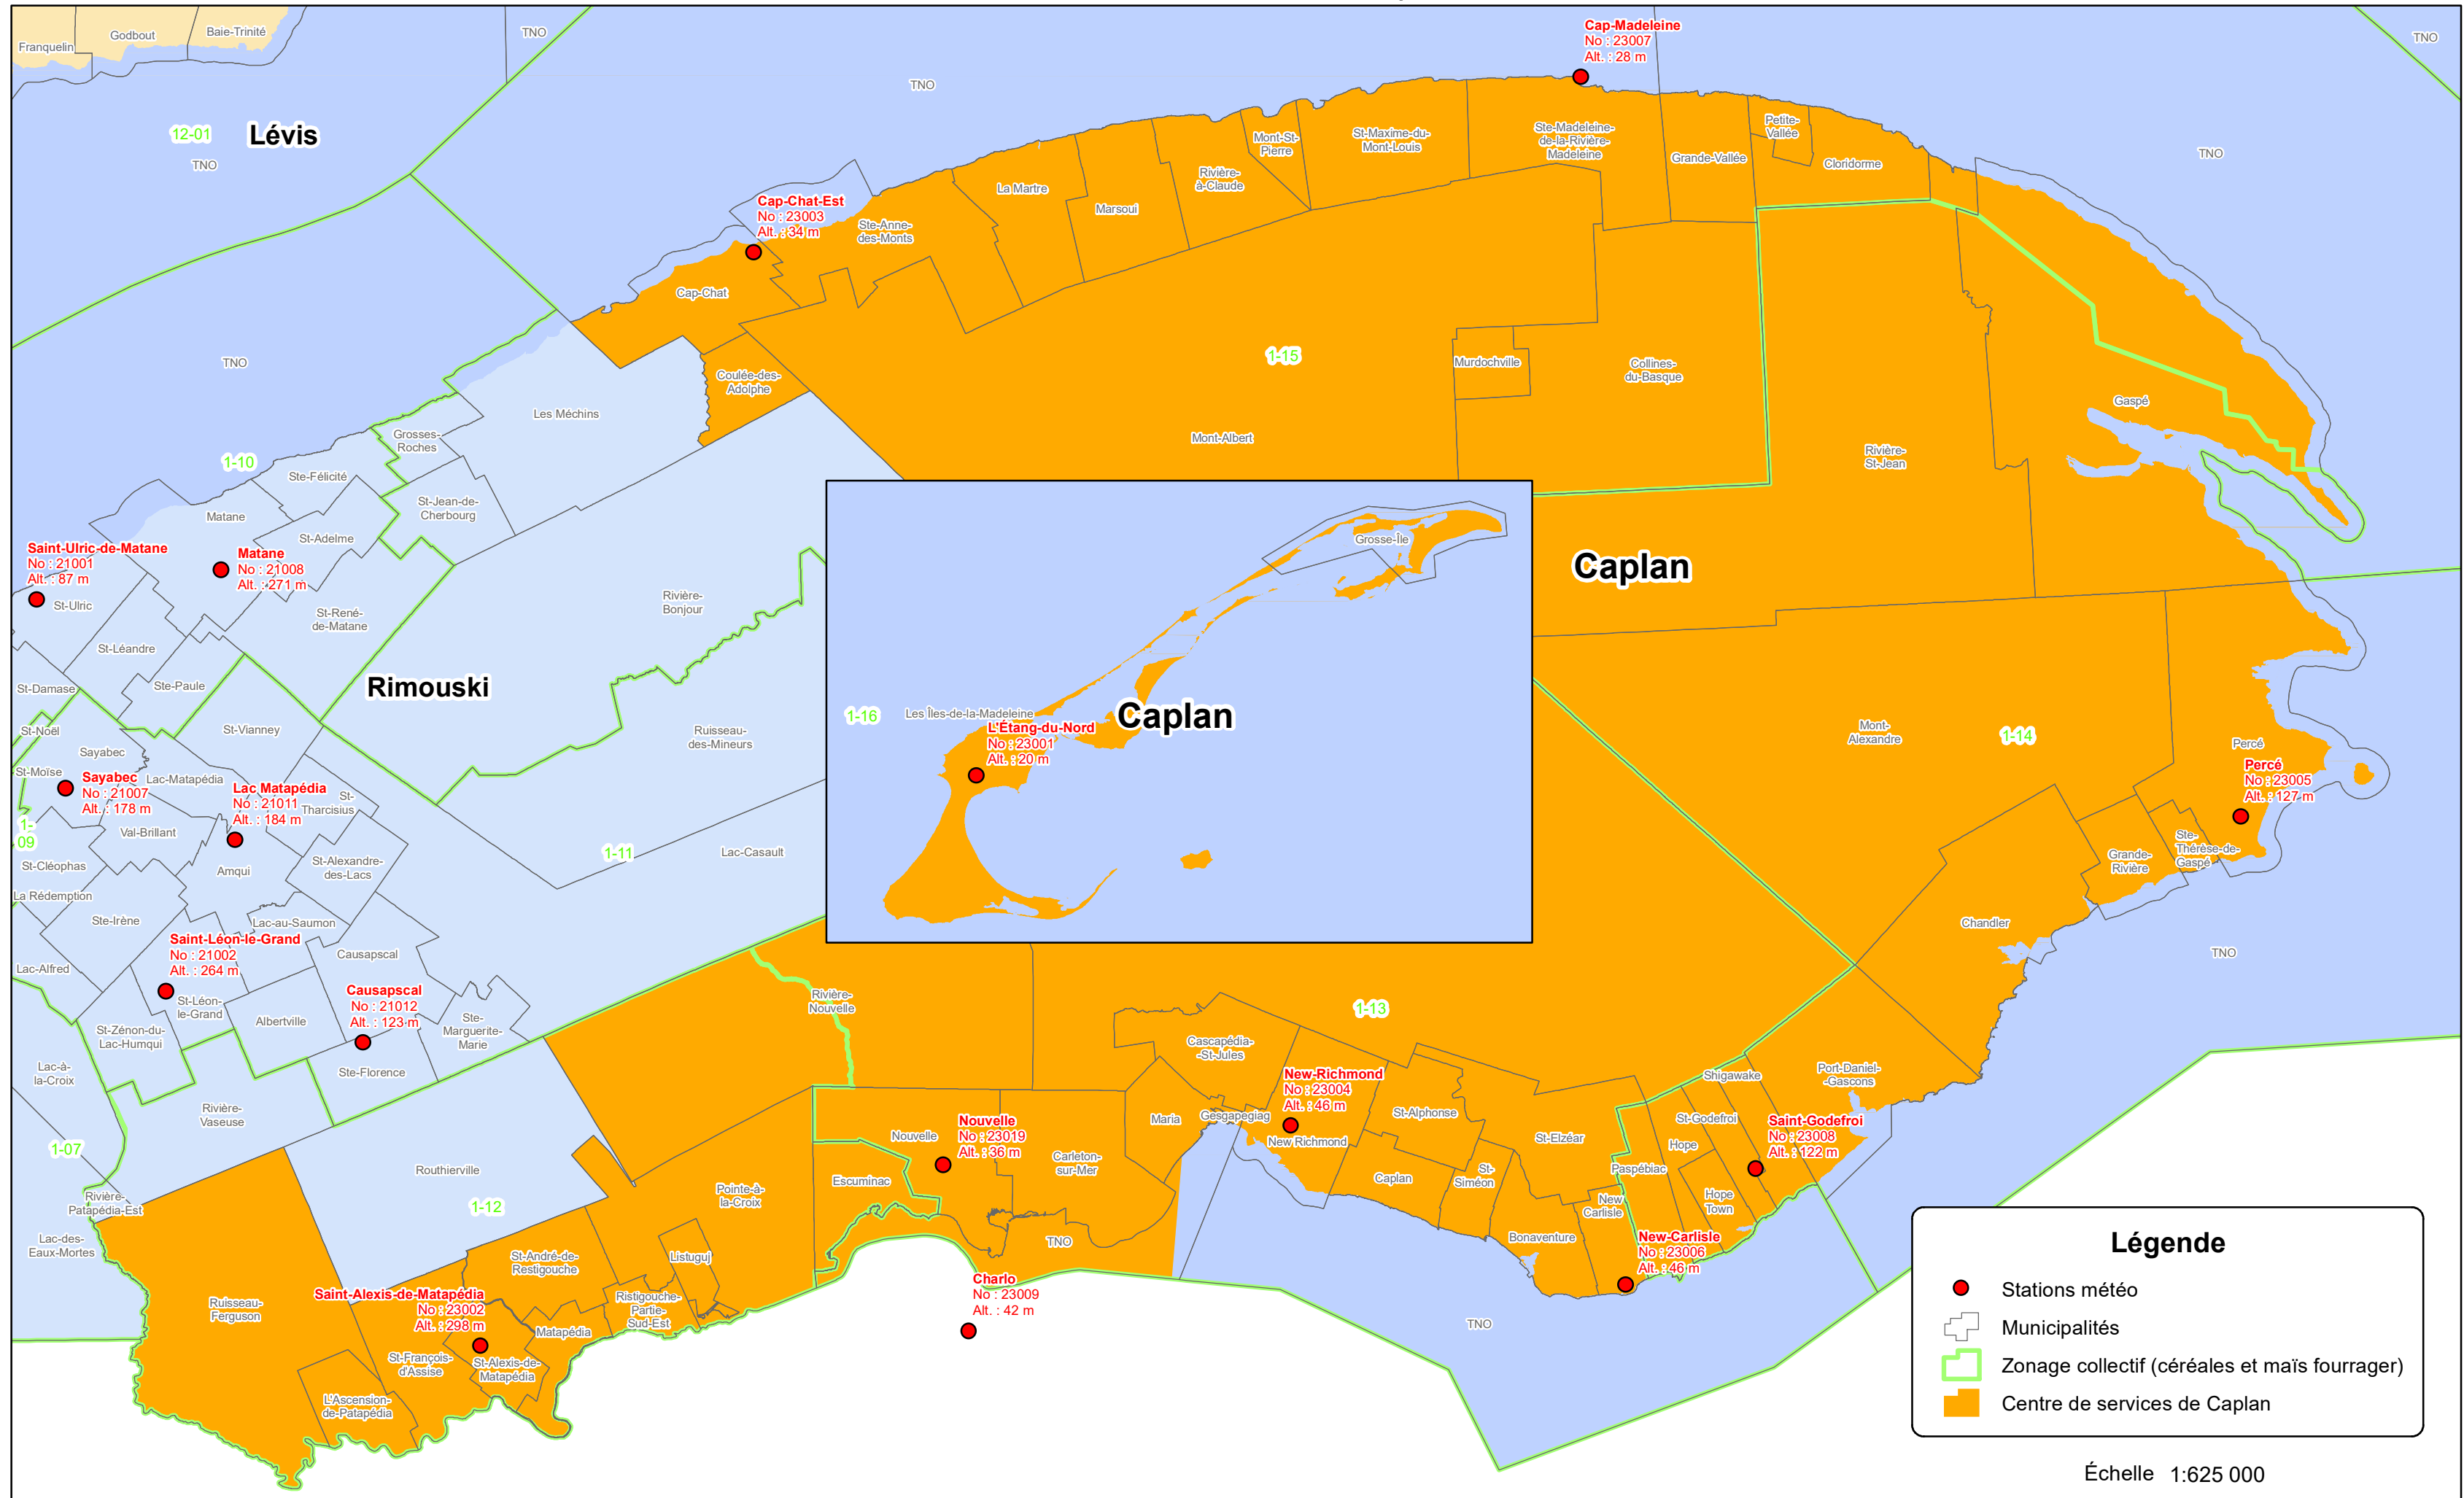 Franquelin
Godbout
Baie-Trinité
TNO
TNO
Cap-Madeleine
No : 23007
Alt. : 28 m
TNO
12-01
Lévis
TNO
TNO
Cap-Chat-Est
No : 23003
Alt. : 34 m
Cap-Chat
Ste-Anne-
des-Monts
La Martre
Marsoui
Rivière-
à-Claude
Mont-St-
Pierre
St-Maxime-du-
Mont-Louis
Ste-Madeleine-
de-la-Rivière-
Madeleine
Grande-Vallée
Petite-
Vallée
Cloridorme
TNO
1-15
Coulée-des-
Adolphe
Murdochville
Collines-
du-Basque
Mont-Albert
Rivière-
St-Jean
Gaspé
Les Méchins
Grosses-
Roches
1-10
Ste-Félicité
St-Jean-de-
Cherbourg
Matane
St-Adelme
Saint-Ulric-de-Matane
No : 21001
Alt. : 87 m
St-Ulric
Matane
No : 21008
Alt. : 271 m
St-René-
de-Matane
Rivière-
Bonjour
St-Léandre
Ste-Paule
St-Damase
Rimouski
St-Noël
St-Vianney
Sayabec
Ruisseau-
des-Mineurs
St-Moïse
Sayabec
No : 21007
Alt. : 178 m
Lac-Matapédia
Lac Matapédia
No : 21011
Alt. : 184 m
St-
Tharcisius
1-
09
Val-Brillant
St-Cléophas
Amqui
St-Alexandre-
des-Lacs
1-11
Lac-Casault
La Rédemption
Ste-Irène
Lac-au-Saumon
Saint-Léon-le-Grand
No : 21002
Alt. : 264 m
Causapscal
Lac-Alfred
St-Léon-
le-Grand
Causapscal
No : 21012
Alt. : 123 m
Albertville
St-Zénon-du-
Lac-Humqui
Ste-
Marguerite-
Marie
Ste-Florence
Lac-à-
la-Croix
Rivière-
Vaseuse
1-07
Routhierville
Rivière-
Patapédia-Est
1-12
Lac-des-
Eaux-Mortes
Ruisseau-
Ferguson
St-André-de-
Restigouche
Saint-Alexis-de-Matapédia
No : 23002
Alt. : 298 m
Matapédia
St-François-
d'Assise
St-Alexis-de-
Matapédia
L'Ascension-
de-Patapédia
Ristigouche-
Partie-
Sud-Est
Listuguj
Pointe-à-
la-Croix
Grosse-Île
1-16
Les Îles-de-la-Madeleine
Caplan
L'Étang-du-Nord
No : 23001
Alt. : 20 m
Caplan
Mont-
Alexandre
1-14
Percé
Percé
No : 23005
Alt. : 127 m
Grande-
Rivière
Ste-
Thérèse-de-
Gaspé
Chandler
TNO
Rivière-
Nouvelle
1-13
Cascapédia-
-St-Jules
New-Richmond
No : 23004
Alt. : 46 m
Gesgapegiag
New Richmond
Maria
St-Alphonse
Nouvelle
Nouvelle
No : 23019
Alt. : 36 m
Carleton-
sur-Mer
Escuminac
TNO
Charlo
No : 23009
Alt. : 42 m
Caplan
St-
Siméon
St-Elzéar
Bonaventure
New
Carlisle
Paspébiac
Hope
St-Godefroi
Shigawake
Port-Daniel-
-Gascons
Hope
Town
Saint-Godefroi
No : 23008
Alt. : 122 m
New-Carlisle
No : 23006
Alt. : 46 m
TNO
Légende
Stations météo
Municipalités
Zonage collectif (céréales et maïs fourrager)
Centre de services de Caplan
Échelle 1:625 000